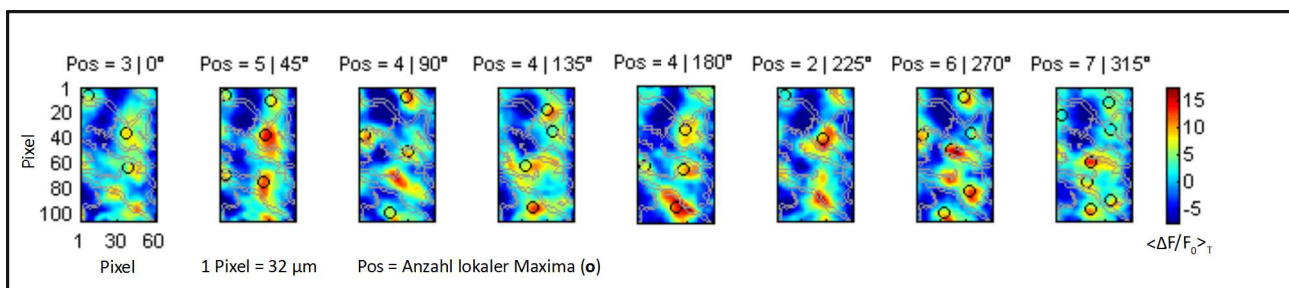 Pos = 3 | 0° Pos = 5 | 45° Pos = 4 | 90° Pos = 4 | 135° Pos = 4 | 180° Pos = 2 | 225° Pos = 6 | 270° Pos = 7 | 315°
Pixel
1
20
40
60
80
100
1 30 60
Pixel
15
10
5
0
-5
<ΔF/F0>T
1 Pixel = 32 µm
Pos = Anzahl lokaler Maxima (o)